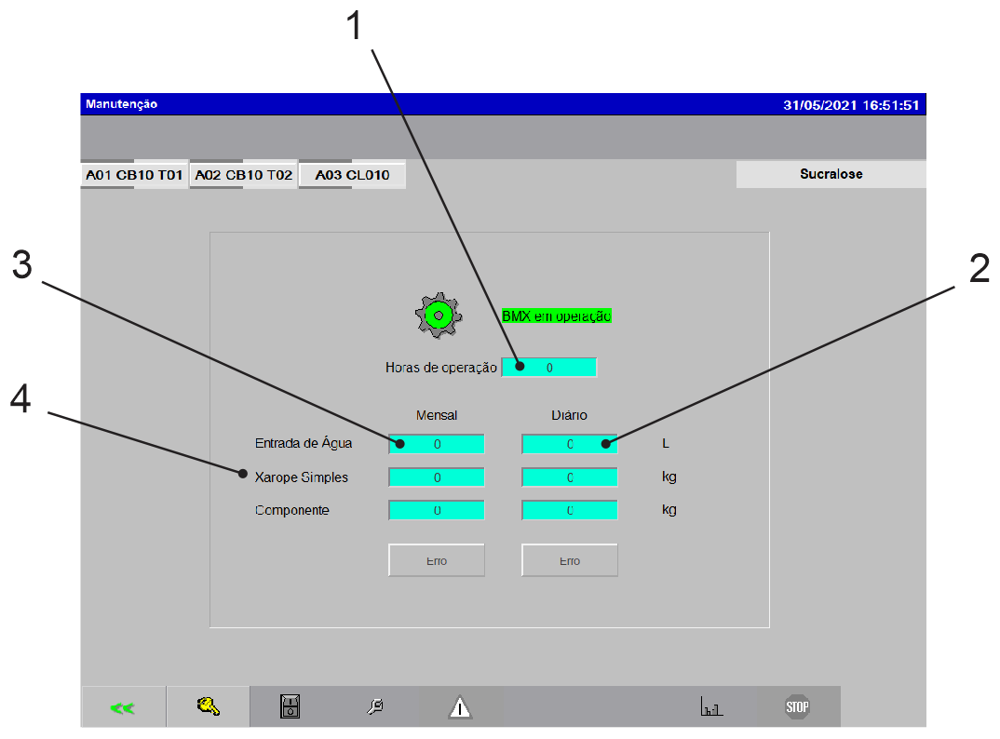 1
Manutenção 31/05/2021 16:51:51
A01 CB10 T01 A02 CB10 T02 A03 CL010 Sucralose
3 2
BMX em operação
Horas de operação 0
4
Mensal Diário
Entrada de Água 0 0 L
Xarope Simples 0 0 kg
Componente 0 0 kg
Erro Erro
<< STOP